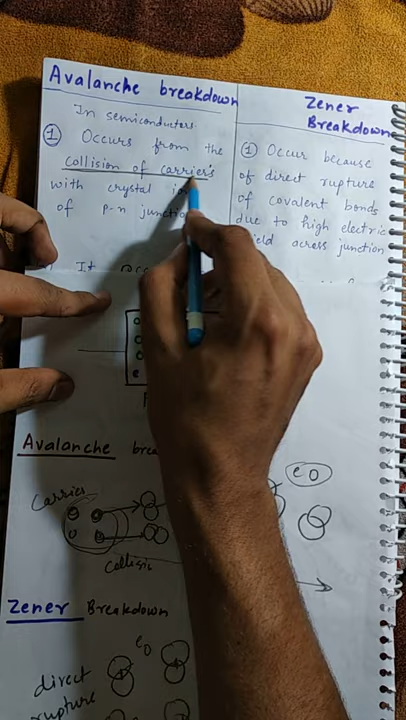 Avalanche breakdown
In semiconductors
① Occurs from the
Collision of carriers
with crystal
of P-n junction
Zener
Breakdown
① Occur because
of direct rupture
of covalent bonds
due to high electric
field across junction
It
Avalanche
Carrier
Collisin
e
Zener Breakdown
e
direct
rupture